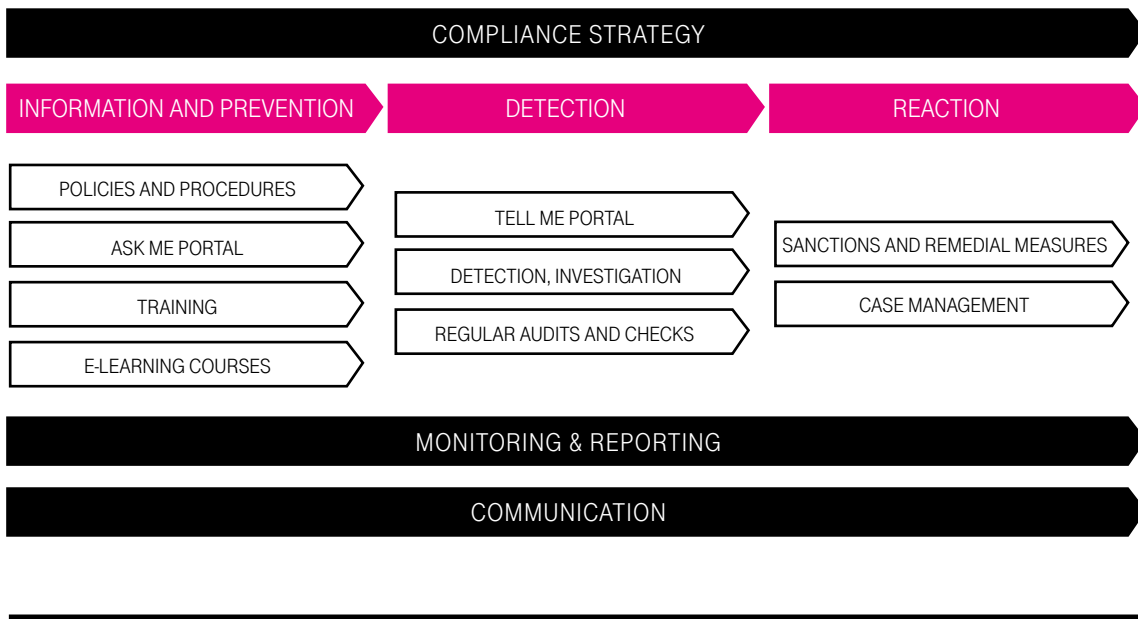 COMPLIANCE STRATEGY
INFORMATION AND PREVENTION
DETECTION
REACTION
POLICIES AND PROCEDURES
ASK ME PORTAL
TRAINING
E-LEARNING COURSES
TELL ME PORTAL
DETECTION, INVESTIGATION
REGULAR AUDITS AND CHECKS
SANCTIONS AND REMEDIAL MEASURES
CASE MANAGEMENT
MONITORING & REPORTING
COMMUNICATION